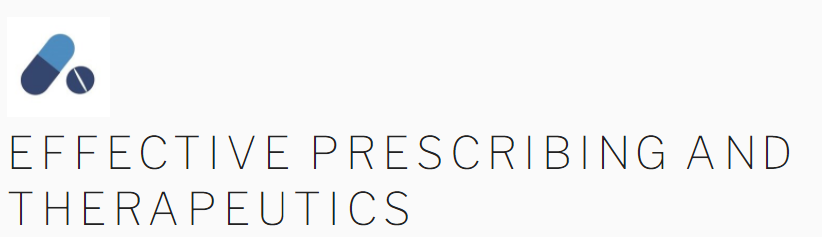 EFFECTIVE PRESCRIBING AND
THERAPEUTICS